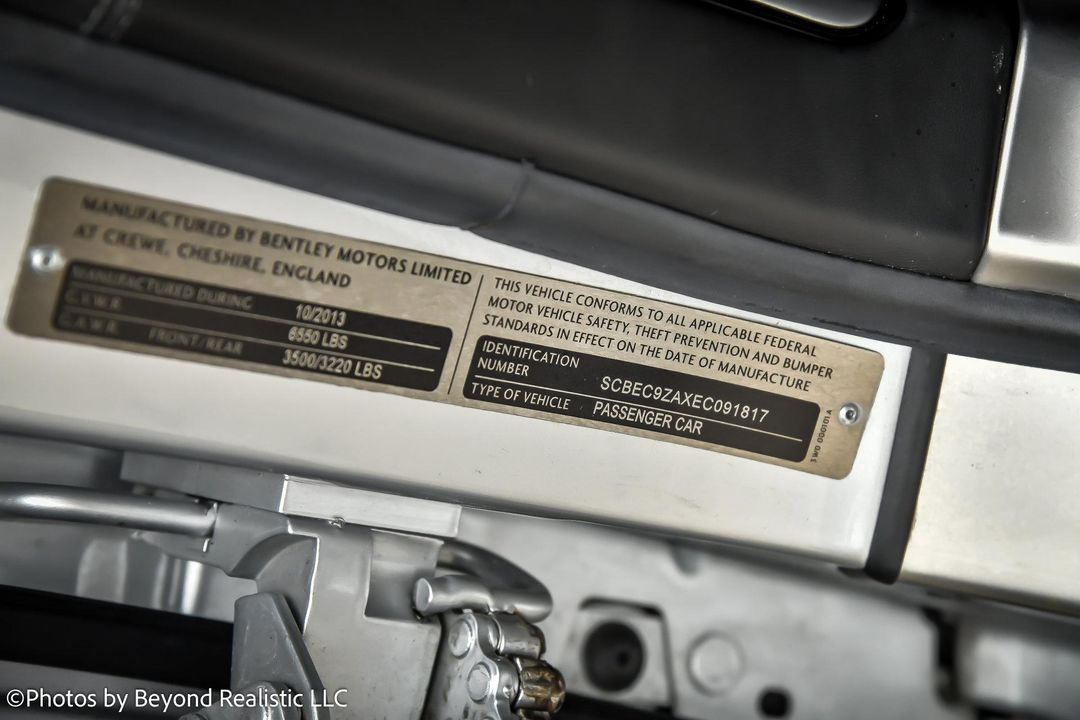 MANUFACTURED BY BENTLEY MOTORS LIMITED
AT CREWE, CHESHIRE, ENGLAND
MANUFACTURED DURING 10/2013
G.V.W.R. 6550 LBS
G.A.W.R. FRONT/REAR 3500/3220 LBS
THIS VEHICLE CONFORMS TO ALL APPLICABLE FEDERAL
MOTOR VEHICLE SAFETY, THEFT PREVENTION AND BUMPER
STANDARDS IN EFFECT ON THE DATE OF MANUFACTURE
IDENTIFICATION
NUMBER SCBEC9ZAXEC091817
TYPE OF VEHICLE PASSENGER CAR
3WD 000101 A
©Photos by Beyond Realistic LLC